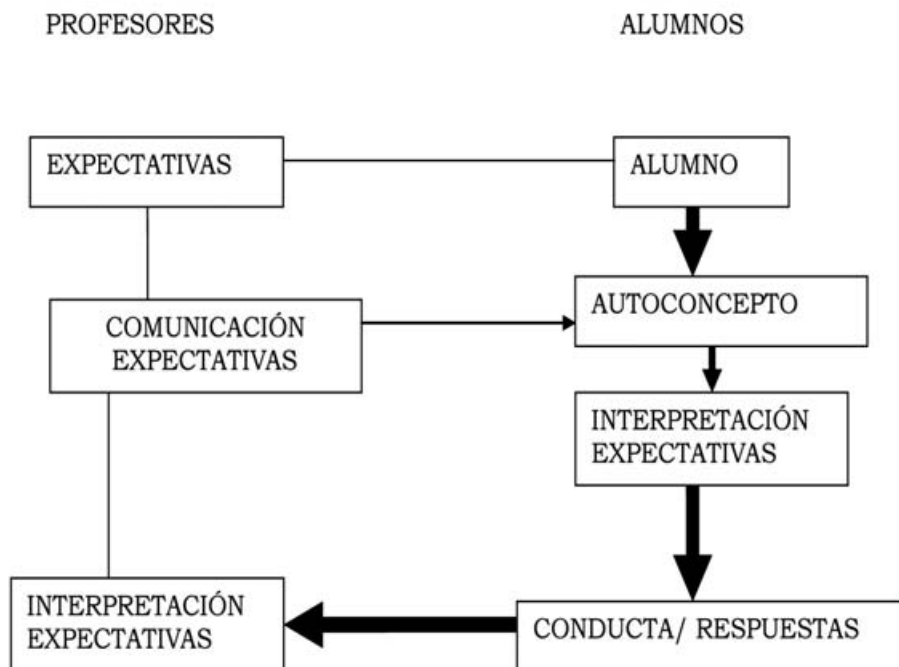 PROFESORES
ALUMNOS
EXPECTATIVAS
ALUMNO
COMUNICACIÓN
EXPECTATIVAS
AUTOCONCEPTO
INTERPRETACIÓN
EXPECTATIVAS
INTERPRETACIÓN
EXPECTATIVAS
CONDUCTA/ RESPUESTAS